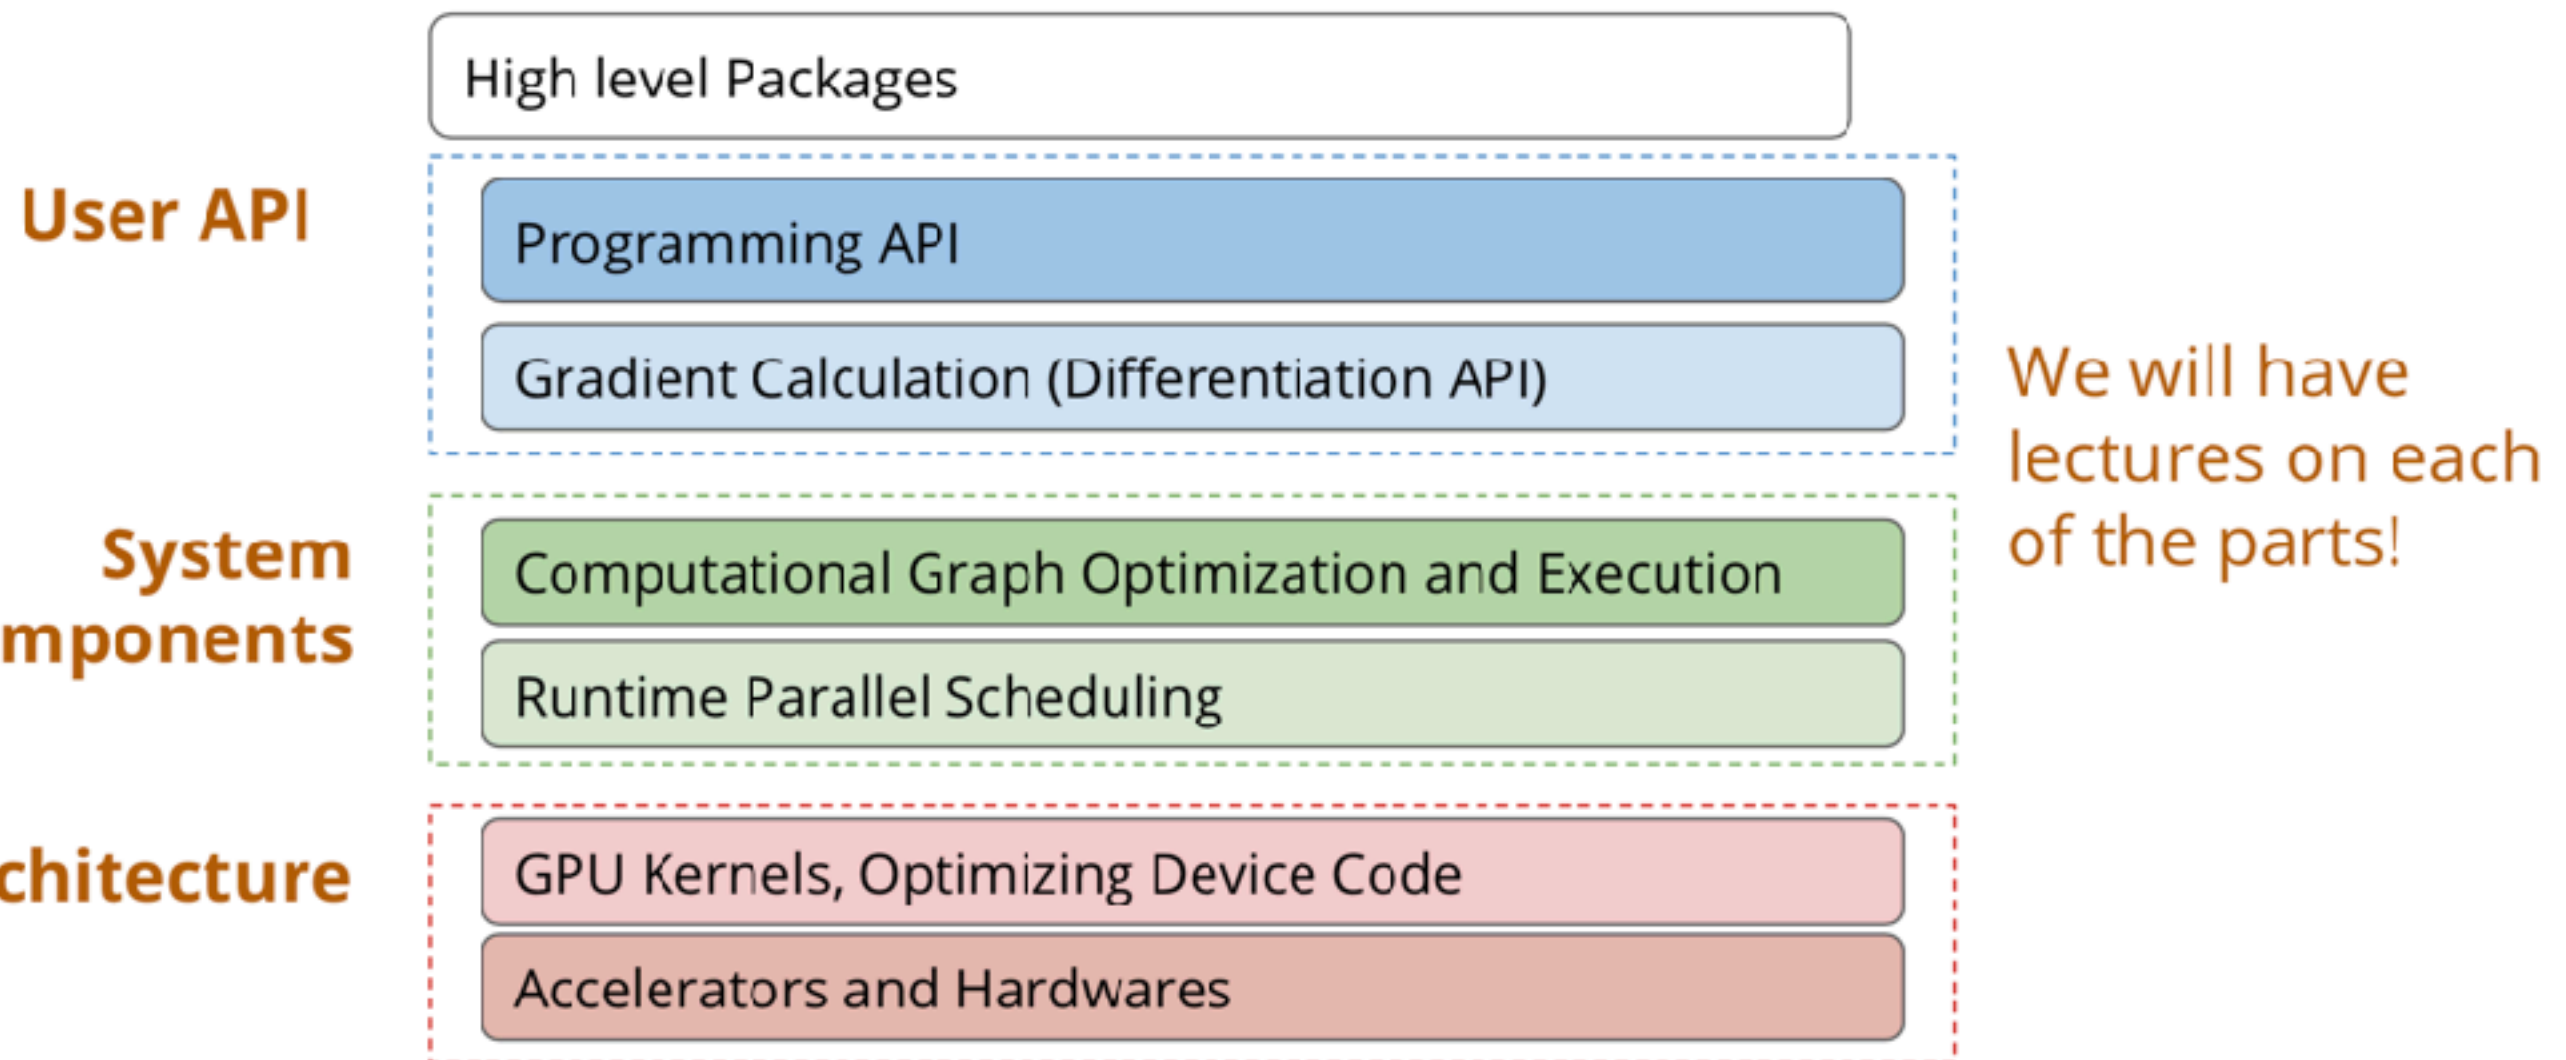 High level Packages
User API
Programming API
Gradient Calculation (Differentiation API)
We will have
lectures on each
of the parts!
System
mponents
Computational Graph Optimization and Execution
Runtime Parallel Scheduling
chitecture
GPU Kernels, Optimizing Device Code
Accelerators and Hardwares